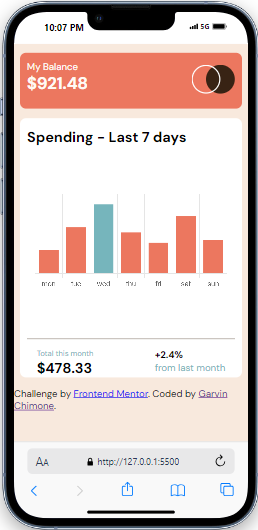 10:07 PM
5G
My Balance
$921.48
Spending - Last 7 days
mon tue wed thu fri sat sun
Total this month
$478.33
+2.4%
from last month
Challenge by Frontend Mentor. Coded by Garvin
Chimone.
AA
http://127.0.0.1:5500